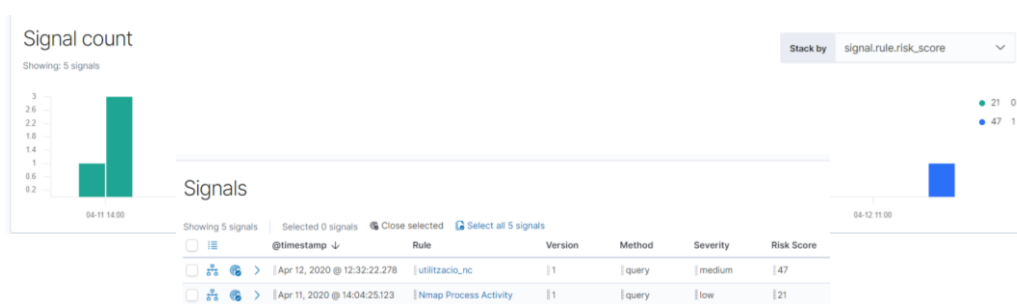 Signal count
Stack by signal.rule.risk_score
Showing: 5 signals
3
2.6
2.2
1.8
1.4
1
0.6
0.2
21 0
47 1
04-11 14:00
04-12 11:00
Signals
Showing 5 signals Selected 0 signals Close selected Select all 5 signals
@timestamp Rule Version Method Severity Risk Score
Apr 12, 2020 @ 12:32:22.278 utilitzacio_nc 1 query medium 47
Apr 11, 2020 @ 14:04:25.123 Nmap Process Activity 1 query low 21